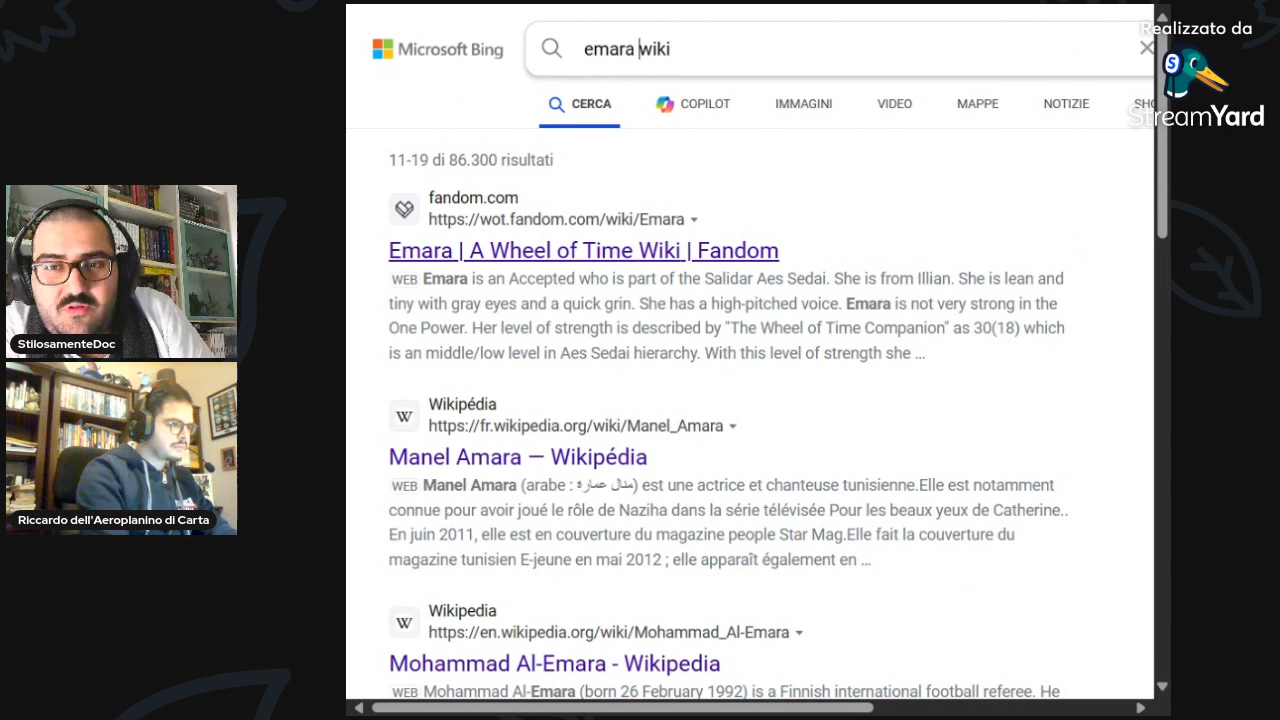 Realizzato da
StreamYard
Microsoft Bing
emara wiki
CERCA
COPILOT
IMMAGINI
VIDEO
MAPPE
NOTIZIE
11-19 di 86.300 risultati
fandom.com
https://wot.fandom.com/wiki/Emara
Emara | A Wheel of Time Wiki | Fandom
WEB Emara is an Accepted who is part of the Salidar Aes Sedai. She is from Illian. She is lean and
tiny with gray eyes and a quick grin. She has a high-pitched voice. Emara is not very strong in the
One Power. Her level of strength is described by "The Wheel of Time Companion" as 30(18) which
is an middle/low level in Aes Sedai hierarchy. With this level of strength she ...
W
Wikipédia
https://fr.wikipedia.org/wiki/Manel_Amara
Manel Amara — Wikipédia
WEB Manel Amara (arabe : منال عمارة) est une actrice et chanteuse tunisienne.Elle est notamment
connue pour avoir joué le rôle de Naziha dans la série télévisée Pour les beaux yeux de Catherine..
En juin 2011, elle est en couverture du magazine people Star Mag.Elle fait la couverture du
magazine tunisien E-jeune en mai 2012 ; elle apparaît également en ...
W
Wikipedia
https://en.wikipedia.org/wiki/Mohammad_Al-Emara
Mohammad Al-Emara - Wikipedia
WEB Mohammad Al-Emara (born 26 February 1992) is a Finnish international football referee. He
StilosamenteDoc
Riccardo dell'Aeroplanino di Carta